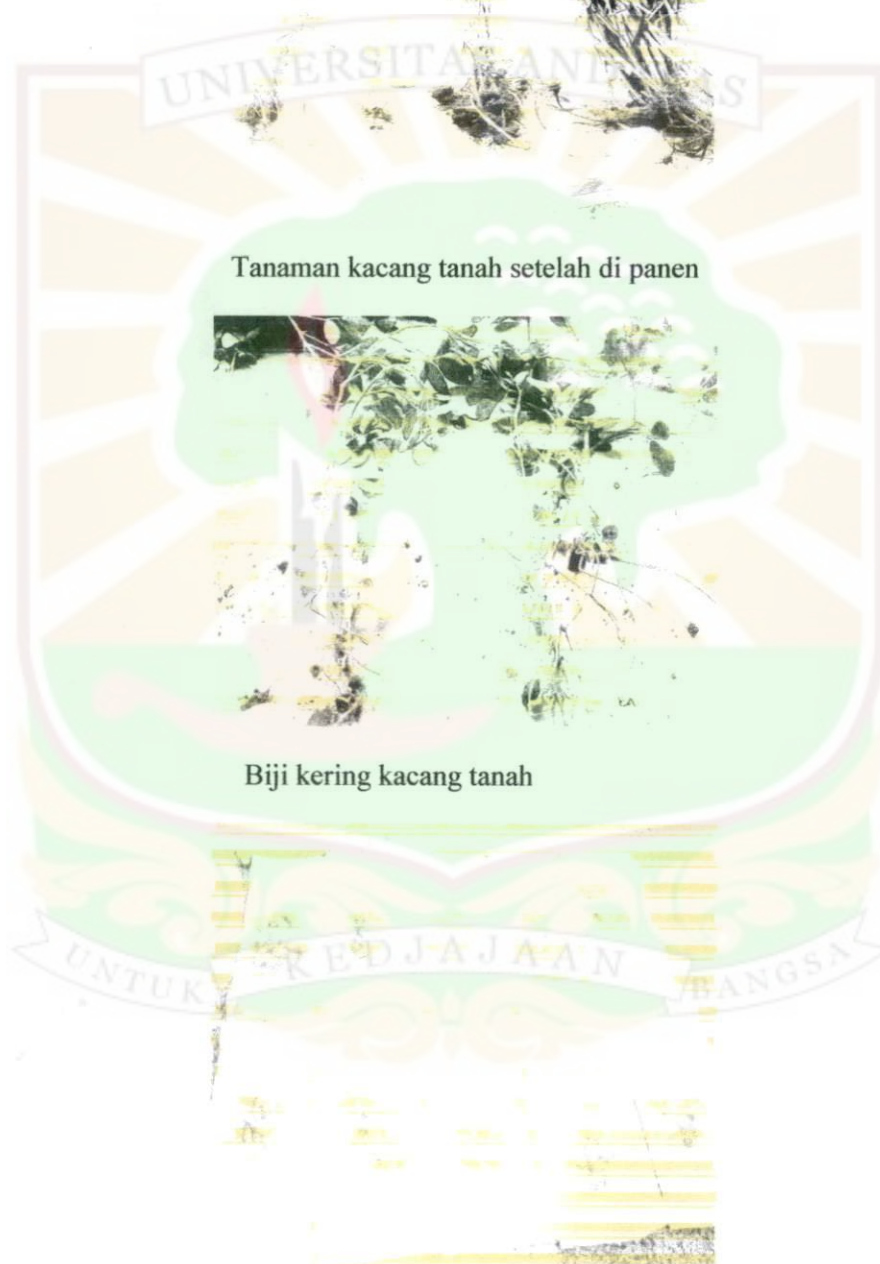 UNIVERSITAS ANDALAS
Tanaman kacang tanah setelah di panen
Biji kering kacang tanah
UNTUK KEDJAJAAN BANGSA